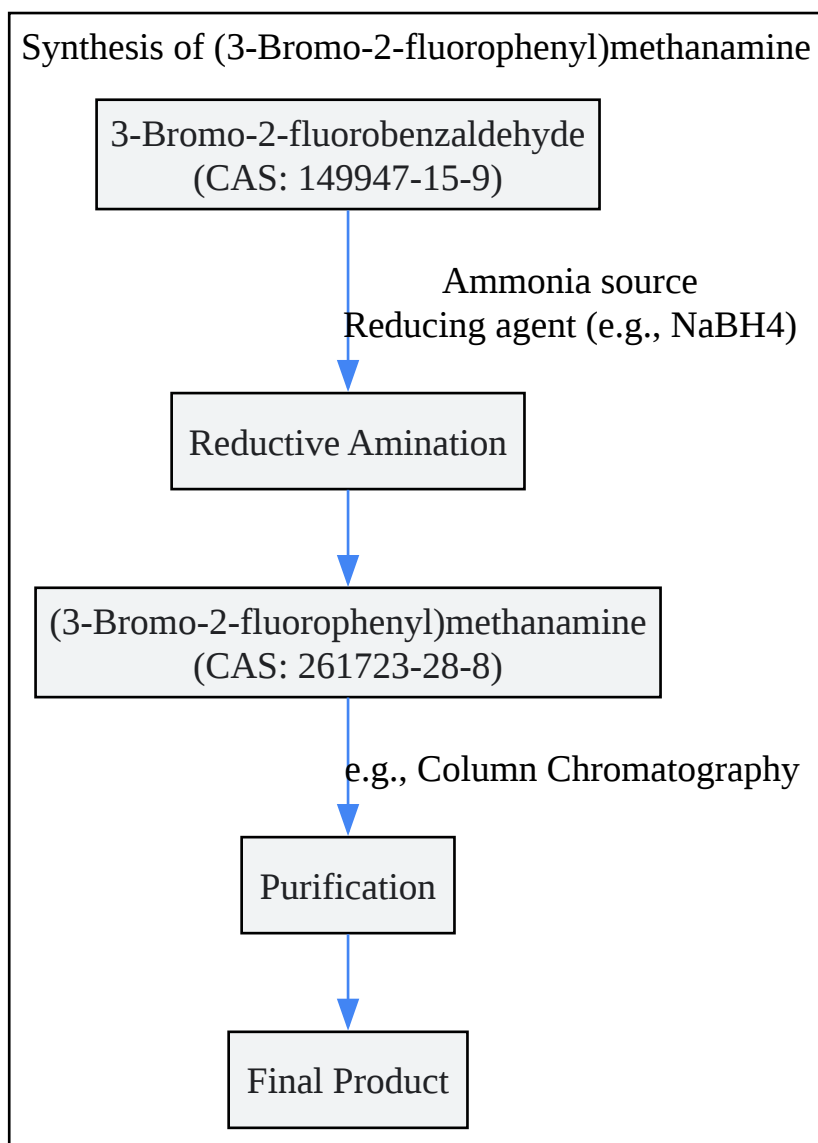 Synthesis of (3-Bromo-2-fluorophenyl)methanamine
3-Bromo-2-fluorobenzaldehyde
(CAS: 149947-15-9)
Ammonia source
Reducing agent (e.g., NaBH4)
Reductive Amination
(3-Bromo-2-fluorophenyl)methanamine
(CAS: 261723-28-8)
e.g., Column Chromatography
Purification
Final Product